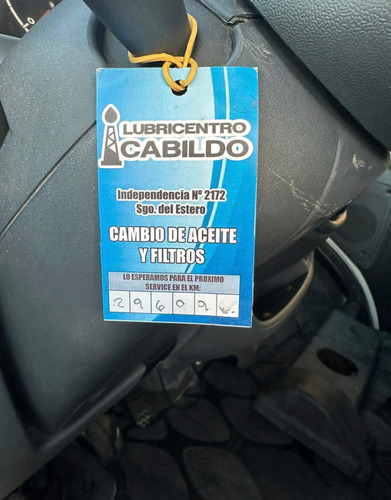 LUBRICENTRO
CABILDO
Independencia Nº 2172
Sgo. del Estero
CAMBIO DE ACEITE
Y FILTROS
LO ESPERAMOS PARA EL PROXIMO
SERVICE EN EL KM: